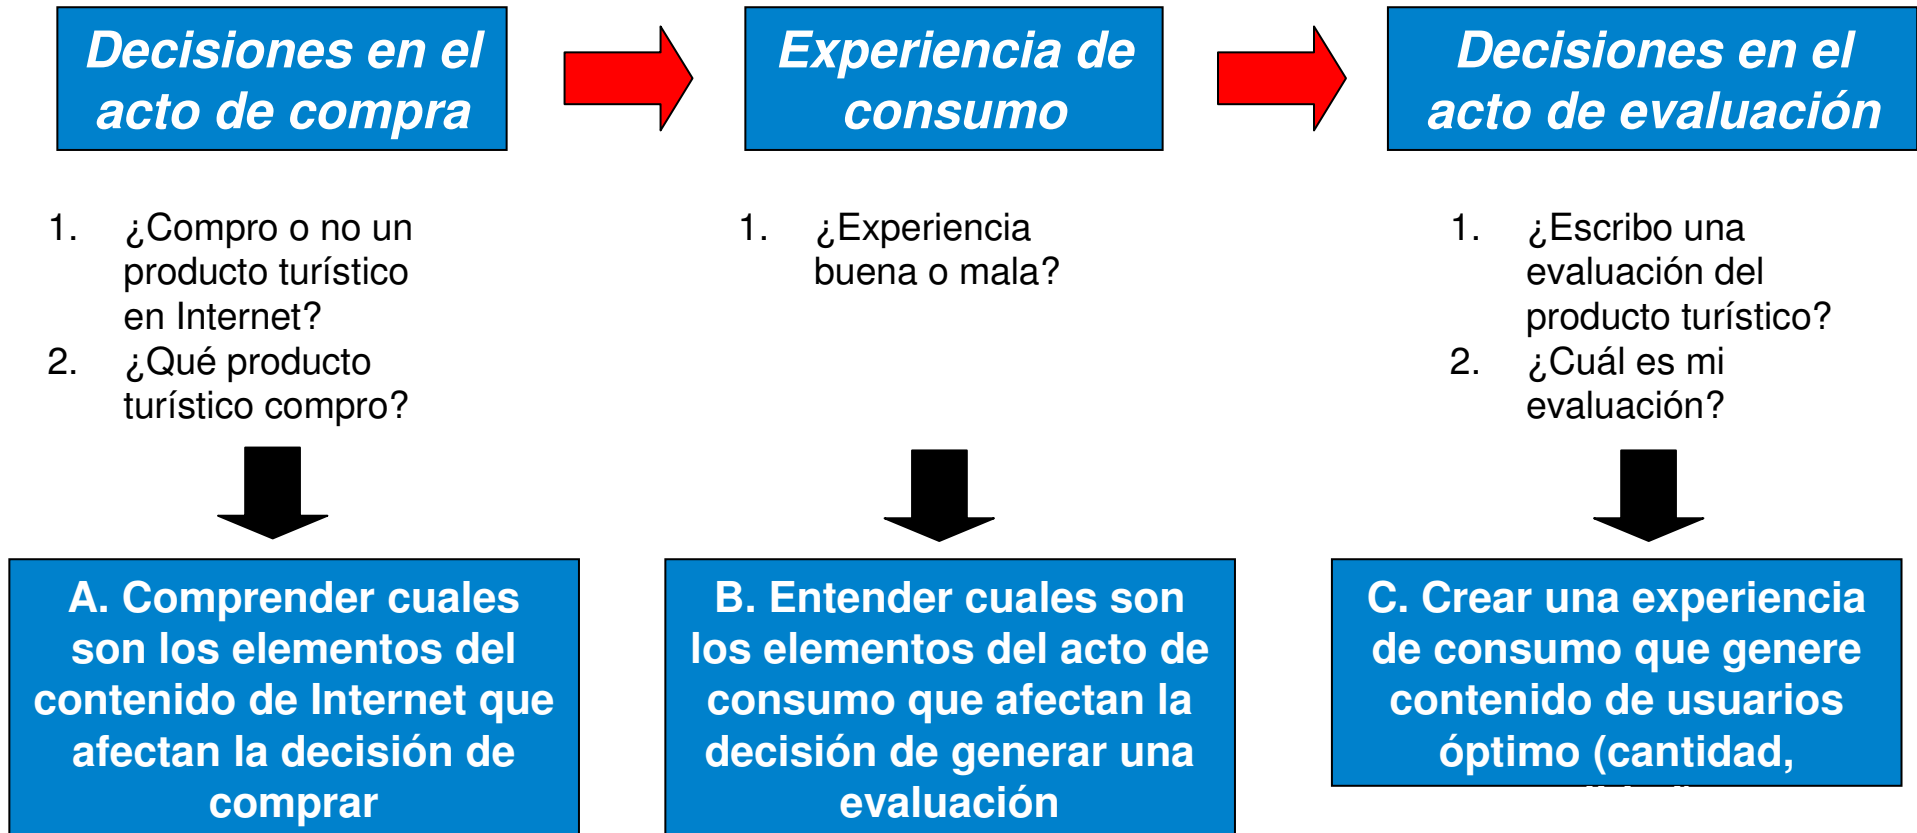 Decisiones en el
acto de compra
Experiencia de
consumo
Decisiones en el
acto de evaluación
1. ¿Compro o no un
producto turístico
en Internet?
2. ¿Qué producto
turístico compro?
1. ¿Experiencia
buena o mala?
1. ¿Escribo una
evaluación del
producto turístico?
2. ¿Cuál es mi
evaluación?
A. Comprender cuales
son los elementos del
contenido de Internet que
afectan la decisión de
comprar
B. Entender cuales son
los elementos del acto de
consumo que afectan la
decisión de generar una
evaluación
C. Crear una experiencia
de consumo que genere
contenido de usuarios
óptimo (cantidad,